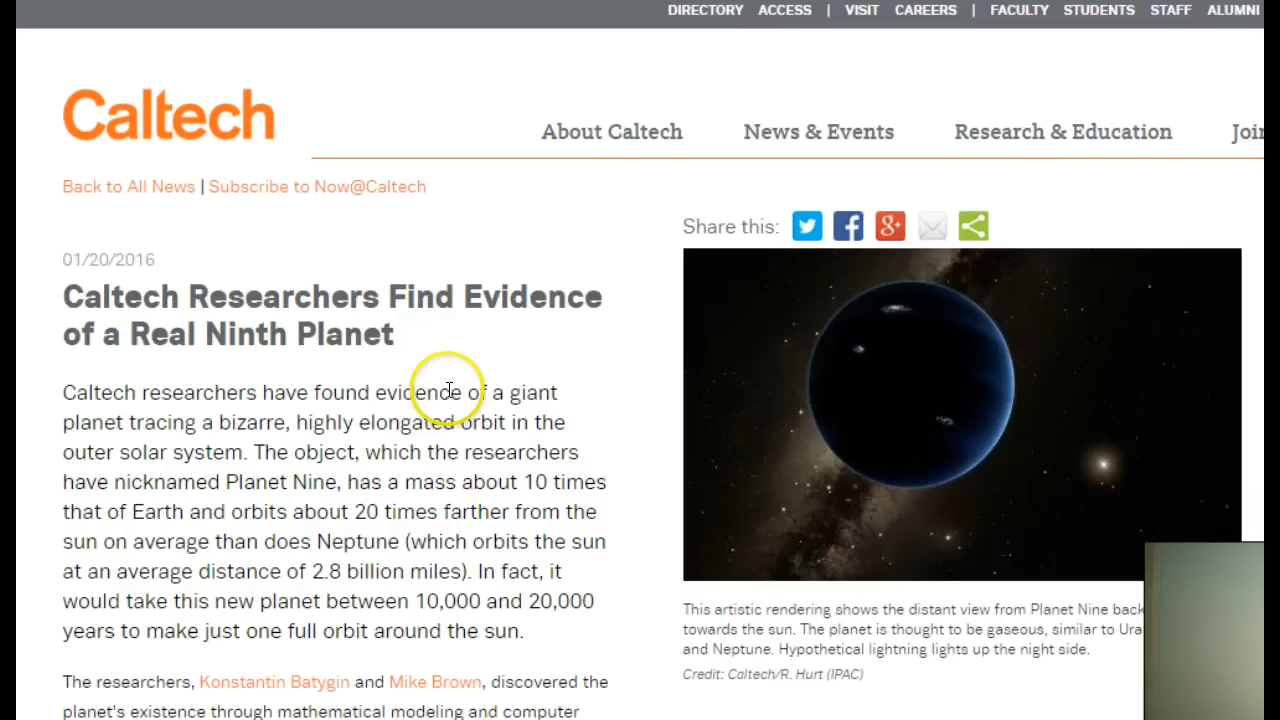 DIRECTORY ACCESS | VISIT CAREERS | FACULTY STUDENTS STAFF ALUMNI
Caltech
About Caltech News & Events Research & Education
Back to All News | Subscribe to Now@Caltech
Share this:
01/20/2016
Caltech Researchers Find Evidence
of a Real Ninth Planet
Caltech researchers have found evidence of a giant
planet tracing a bizarre, highly elongated orbit in the
outer solar system. The object, which the researchers
have nicknamed Planet Nine, has a mass about 10 times
that of Earth and orbits about 20 times farther from the
sun on average than does Neptune (which orbits the sun
at an average distance of 2.8 billion miles). In fact, it
would take this new planet between 10,000 and 20,000
years to make just one full orbit around the sun.
The researchers, Konstantin Batygin and Mike Brown, discovered the
planet's existence through mathematical modeling and computer
This artistic rendering shows the distant view from Planet Nine back
towards the sun. The planet is thought to be gaseous, similar to
and Neptune. Hypothetical lightning lights up the night side.
Credit: Caltech/R. Hurt (IPAC)